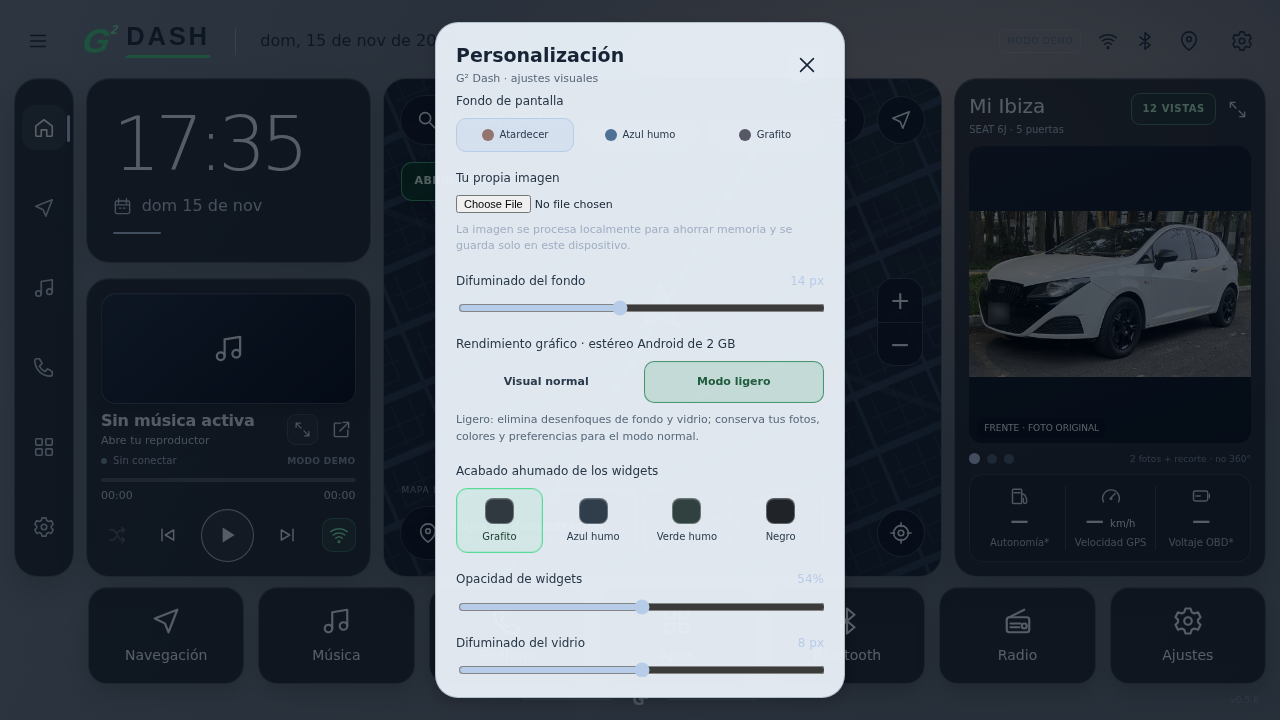 G² DASH
dom, 15 de nov de 20
MODO DEMO
Personalización
G² Dash · ajustes visuales
Fondo de pantalla
Atardecer
Azul humo
Grafito
Tu propia imagen
Choose File No file chosen
La imagen se procesa localmente para ahorrar memoria y se
guarda solo en este dispositivo.
Difuminado del fondo
14 px
Rendimiento gráfico · estéreo Android de 2 GB
Visual normal
Modo ligero
Ligero: elimina desenfoques de fondo y vidrio; conserva tus fotos,
colores y preferencias para el modo normal.
Acabado ahumado de los widgets
Grafito
Azul humo
Verde humo
Negro
Opacidad de widgets
54%
Difuminado del vidrio
8 px
17:35
dom 15 de nov
Sin música activa
Abre tu reproductor
Sin conectar
MODO DEMO
00:00
00:00
Mi Ibiza
SEAT 6J · 5 puertas
12 VISTAS
FRENTE · FOTO ORIGINAL
2 fotos + recorte · no 360°
— — km/h —
Autonomía*
Velocidad GPS
Voltaje OBD*
MAPA
Navegación
Música
Radio
Ajustes